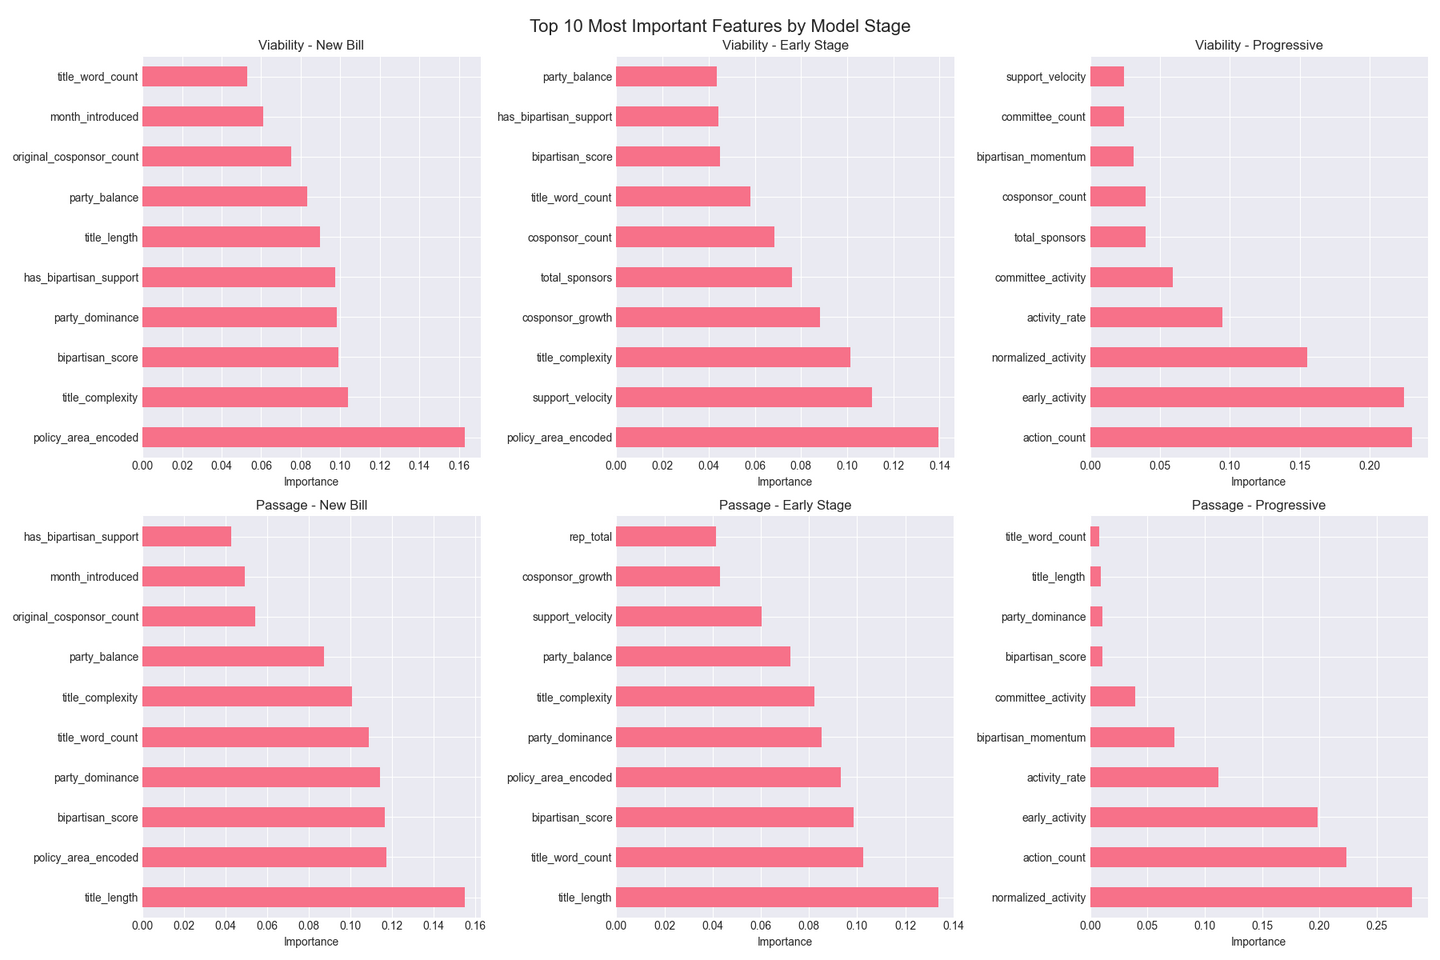 Top 10 Most Important Features by Model Stage
Viability - New Bill
title_word_count
month_introduced
original_cosponsor_count
party_balance
title_length
has_bipartisan_support
party_dominance
bipartisan_score
title_complexity
policy_area_encoded
0.00 0.02 0.04 0.06 0.08 0.10 0.12 0.14 0.16
Importance
Viability - Early Stage
party_balance
has_bipartisan_support
bipartisan_score
title_word_count
cosponsor_count
total_sponsors
cosponsor_growth
title_complexity
support_velocity
policy_area_encoded
0.00 0.02 0.04 0.06 0.08 0.10 0.12 0.14
Importance
Viability - Progressive
support_velocity
committee_count
bipartisan_momentum
cosponsor_count
total_sponsors
committee_activity
activity_rate
normalized_activity
early_activity
action_count
0.00 0.05 0.10 0.15 0.20
Importance
Passage - New Bill
has_bipartisan_support
month_introduced
original_cosponsor_count
party_balance
title_complexity
title_word_count
party_dominance
bipartisan_score
policy_area_encoded
title_length
0.00 0.02 0.04 0.06 0.08 0.10 0.12 0.14 0.16
Importance
Passage - Early Stage
rep_total
cosponsor_growth
support_velocity
party_balance
title_complexity
party_dominance
policy_area_encoded
bipartisan_score
title_word_count
title_length
0.00 0.02 0.04 0.06 0.08 0.10 0.12 0.14
Importance
Passage - Progressive
title_word_count
title_length
party_dominance
bipartisan_score
committee_activity
bipartisan_momentum
activity_rate
early_activity
action_count
normalized_activity
0.00 0.05 0.10 0.15 0.20 0.25
Importance